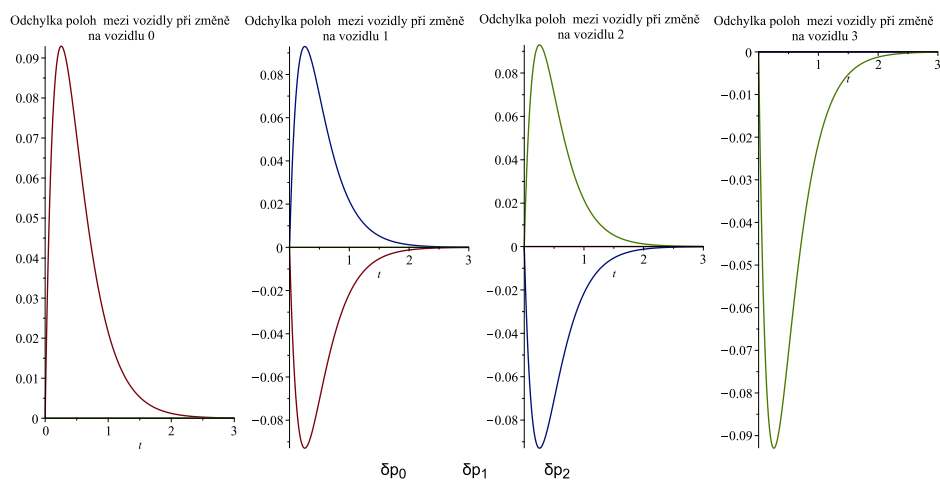 Odchylka poloh mezi vozidly při změně
na vozidlu 0
0.09
0.08
0.07
0.06
0.05
0.04
0.03
0.02
0.01
0
0 1 2 3
t
Odchylka poloh mezi vozidly při změně
na vozidlu 1
0.08
0.06
0.04
0.02
0
1 2 3
t
−0.02
−0.04
−0.06
−0.08
Odchylka poloh mezi vozidly při změně
na vozidlu 2
0.08
0.06
0.04
0.02
0
1 2 3
t
−0.02
−0.04
−0.06
−0.08
Odchylka poloh mezi vozidly při změně
na vozidlu 3
0
1 2 3
t
−0.01
−0.02
−0.03
−0.04
−0.05
−0.06
−0.07
−0.08
−0.09
δp0 δp1 δp2